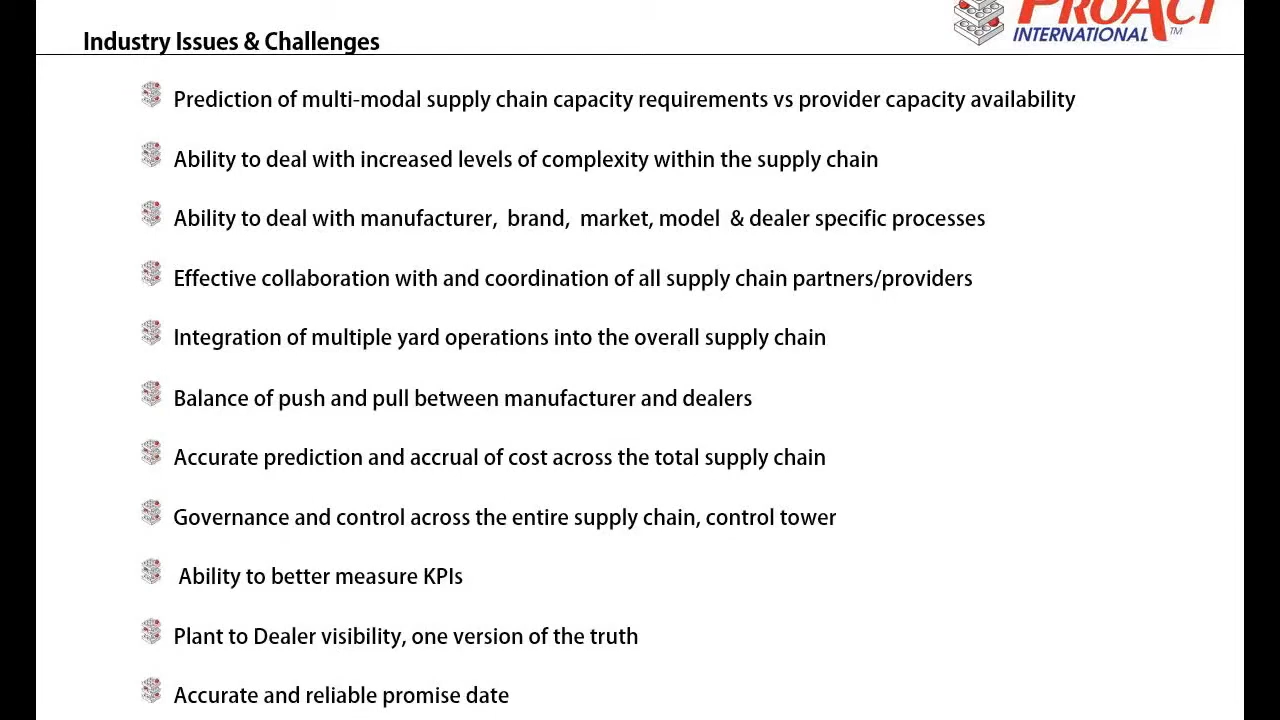 PROACT
INTERNATIONAL TM
Industry Issues & Challenges
Prediction of multi-modal supply chain capacity requirements vs provider capacity availability
Ability to deal with increased levels of complexity within the supply chain
Ability to deal with manufacturer, brand, market, model & dealer specific processes
Effective collaboration with and coordination of all supply chain partners/providers
Integration of multiple yard operations into the overall supply chain
Balance of push and pull between manufacturer and dealers
Accurate prediction and accrual of cost across the total supply chain
Governance and control across the entire supply chain, control tower
Ability to better measure KPIs
Plant to Dealer visibility, one version of the truth
Accurate and reliable promise date